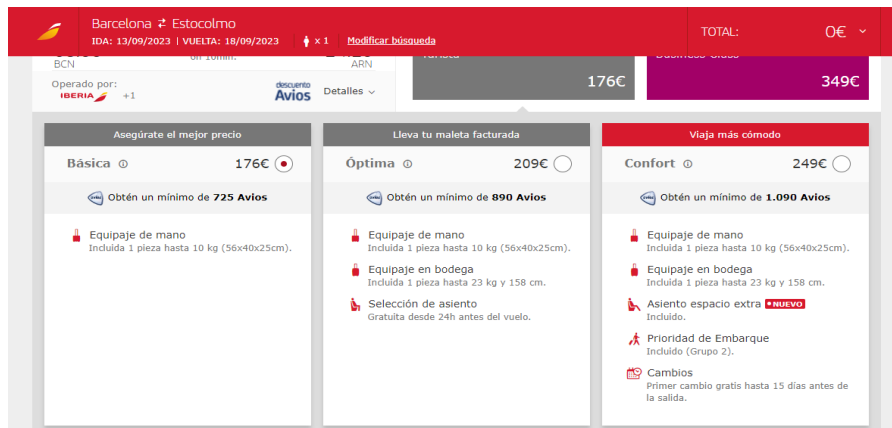 Barcelona ⇄ Estocolmo
IDA: 13/09/2023 | VUELTA: 18/09/2023 x 1 Modificar búsqueda
TOTAL: 0€
BCN
ARN
Turista
176€
Business Class
349€
Operado por:
IBERIA +1
descuento
Avios
Detalles
Asegúrate el mejor precio
Básica 176€
Obtén un mínimo de 725 Avios
Equipaje de mano
Incluida 1 pieza hasta 10 kg (56x40x25cm).
Lleva tu maleta facturada
Óptima 209€
Obtén un mínimo de 890 Avios
Equipaje de mano
Incluida 1 pieza hasta 10 kg (56x40x25cm).
Equipaje en bodega
Incluida 1 pieza hasta 23 kg y 158 cm.
Selección de asiento
Gratuita desde 24h antes del vuelo.
Viaja más cómodo
Confort 249€
Obtén un mínimo de 1.090 Avios
Equipaje de mano
Incluida 1 pieza hasta 10 kg (56x40x25cm).
Equipaje en bodega
Incluida 1 pieza hasta 23 kg y 158 cm.
Asiento espacio extra NUEVO
Incluido.
Prioridad de Embarque
Incluido (Grupo 2).
Cambios
Primer cambio gratis hasta 15 días antes de
la salida.